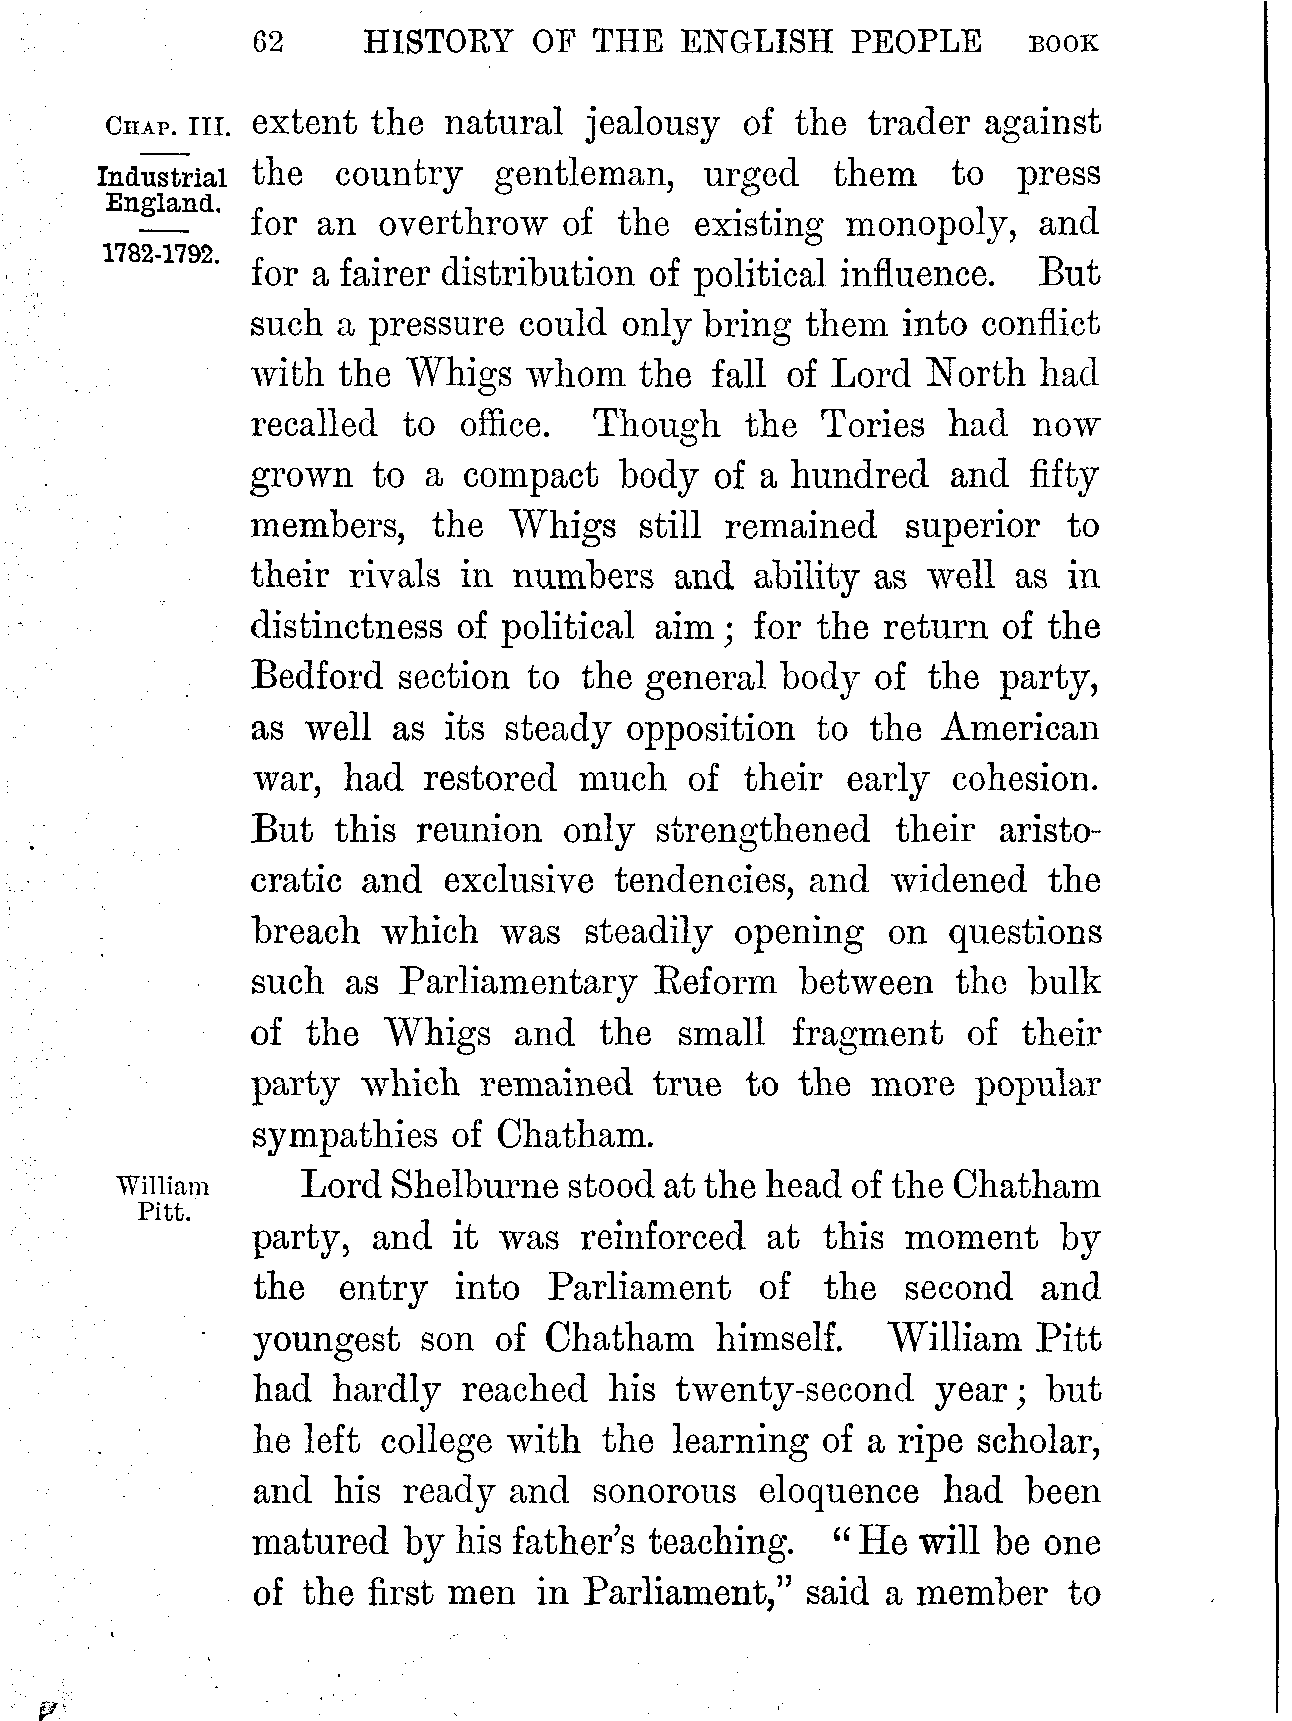 62 HISTORY OF THE ENGLISH PEOPLE BOOK
CHAP. III.
Industrial
England.
1782-1792.
extent the natural jealousy of the trader against
the country gentleman, urged them to press
for an overthrow of the existing monopoly, and
for a fairer distribution of political influence. But
such a pressure could only bring them into conflict
with the Whigs whom the fall of Lord North had
recalled to office. Though the Tories had now
grown to a compact body of a hundred and fifty
members, the Whigs still remained superior to
their rivals in numbers and ability as well as in
distinctness of political aim ; for the return of the
Bedford section to the general body of the party,
as well as its steady opposition to the American
war, had restored much of their early cohesion.
But this reunion only strengthened their aristo-
cratic and exclusive tendencies, and widened the
breach which was steadily opening on questions
such as Parliamentary Reform between the bulk
of the Whigs and the small fragment of their
party which remained true to the more popular
sympathies of Chatham.
William
Pitt.
Lord Shelburne stood at the head of the Chatham
party, and it was reinforced at this moment by
the entry into Parliament of the second and
youngest son of Chatham himself. William Pitt
had hardly reached his twenty-second year ; but
he left college with the learning of a ripe scholar,
and his ready and sonorous eloquence had been
matured by his father's teaching. “He will be one
of the first men in Parliament,” said a member to